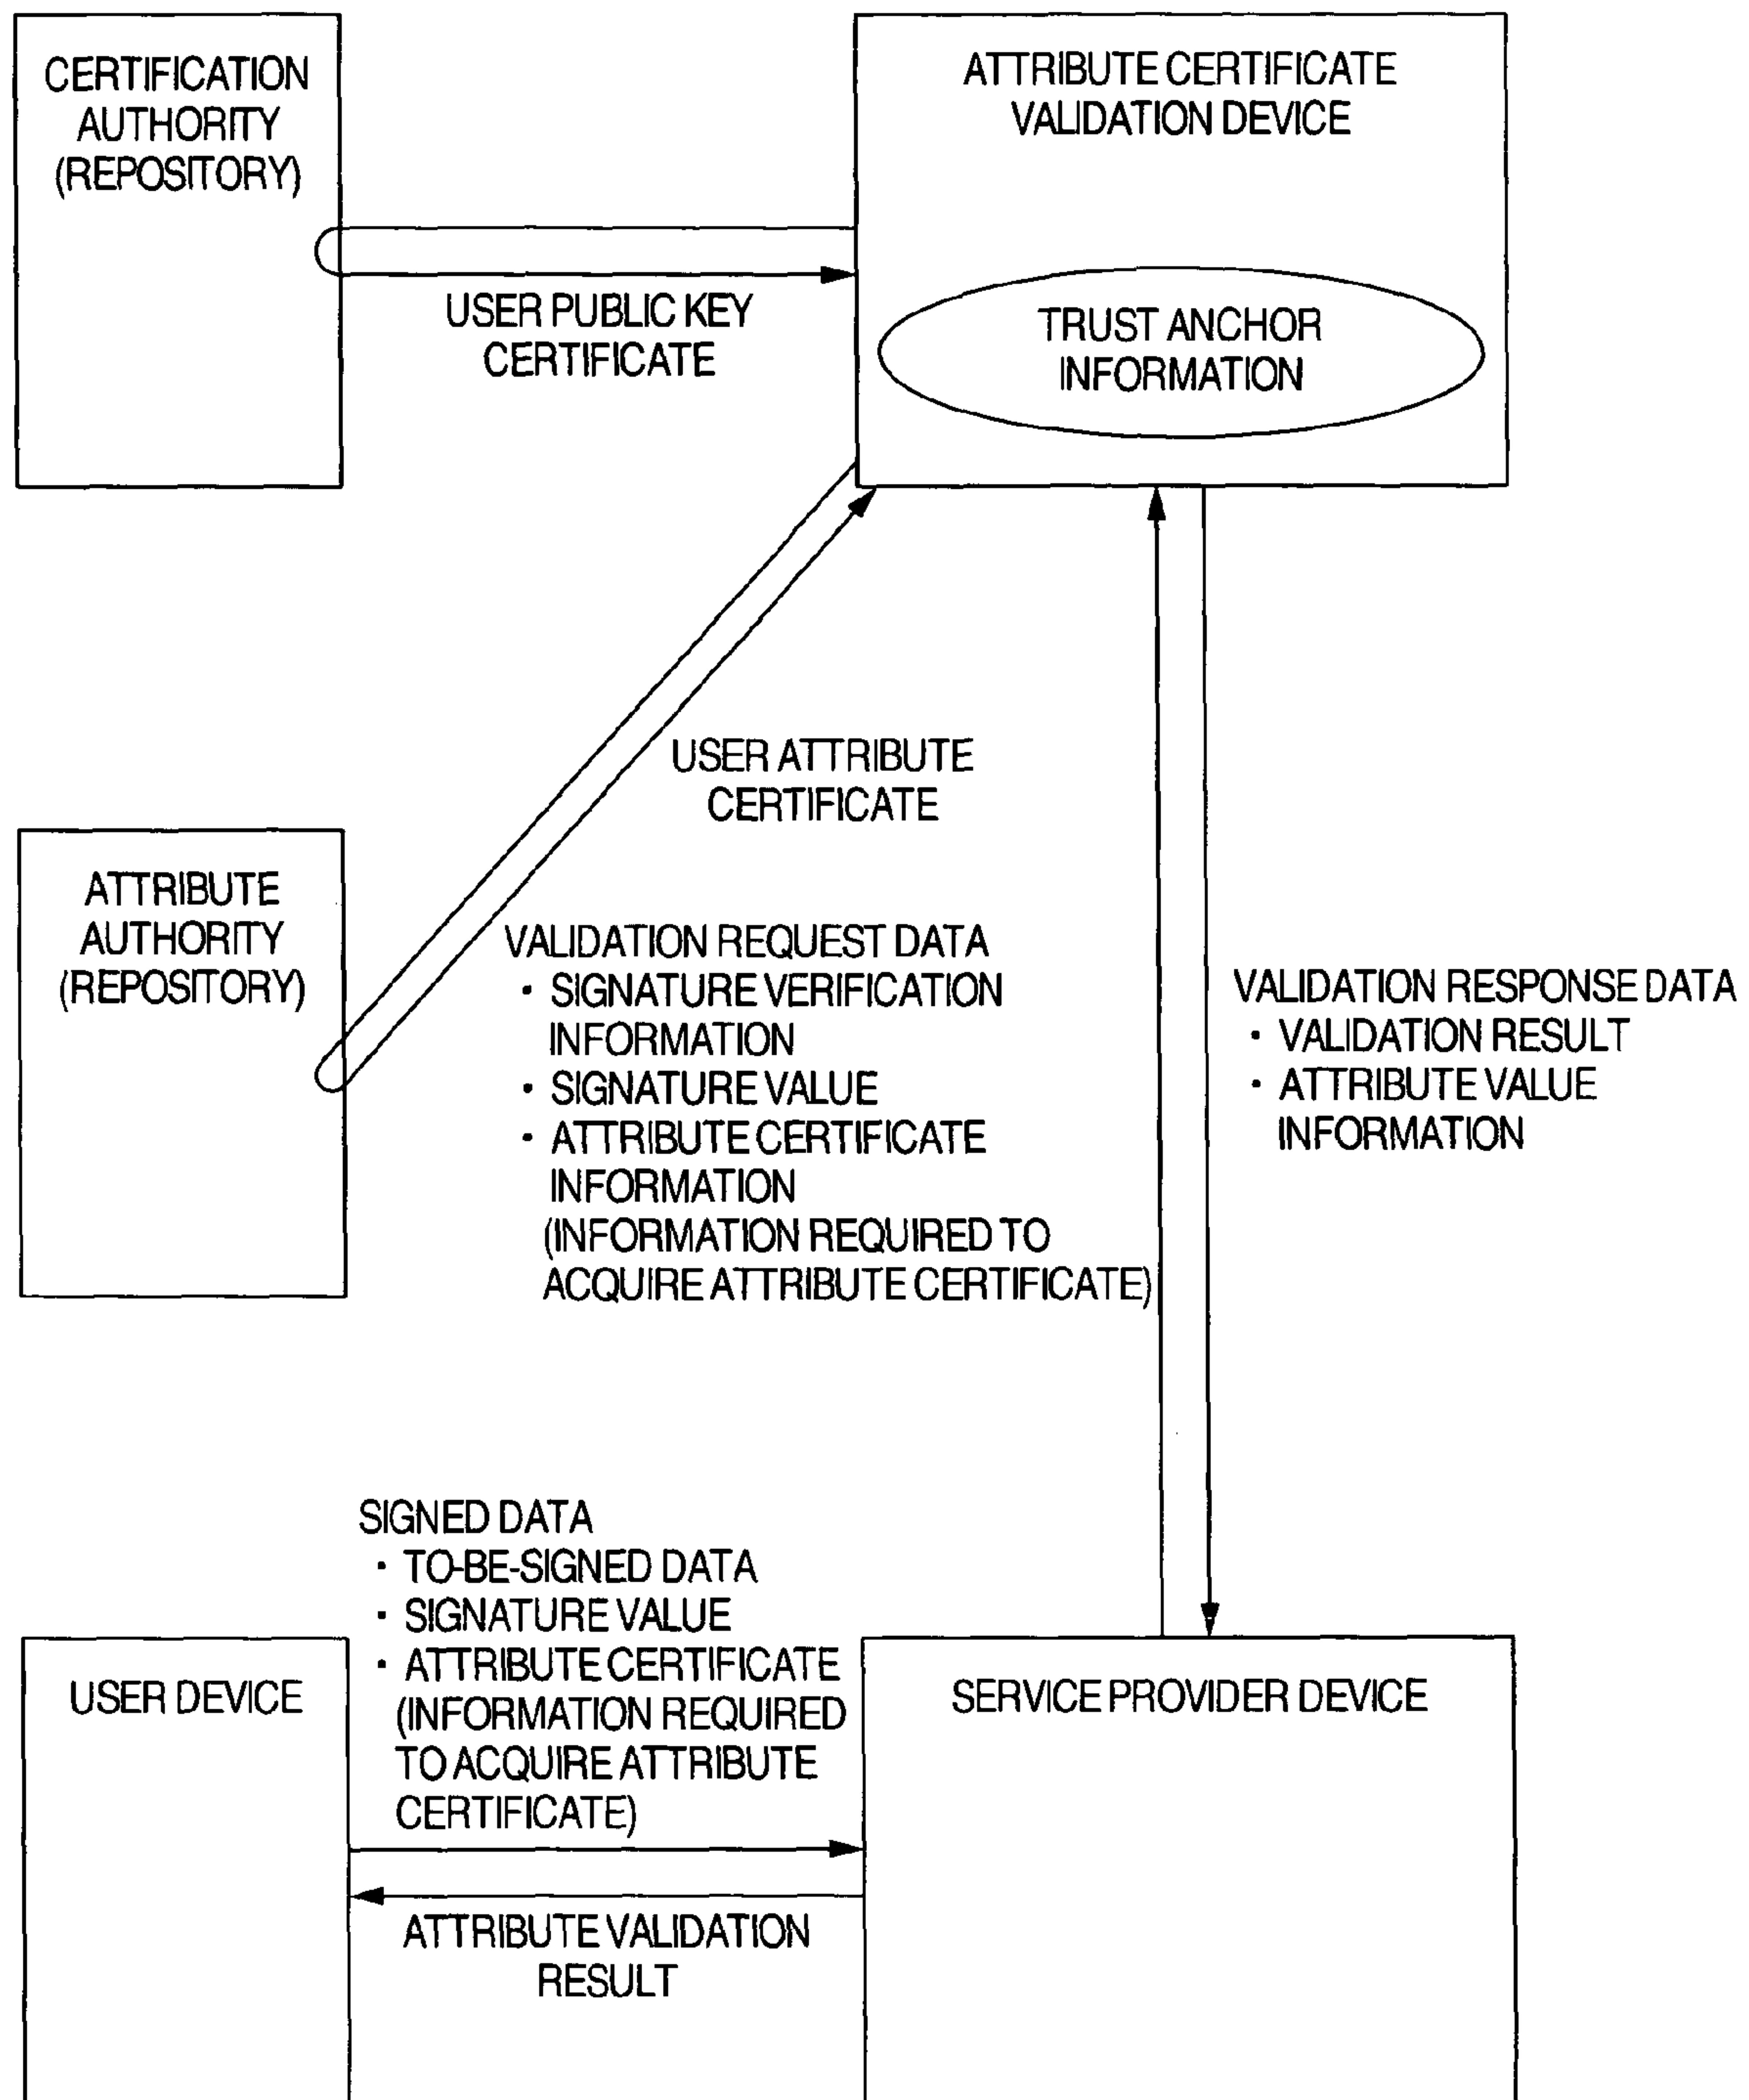 CERTIFICATION
AUTHORITY
(REPOSITORY)
ATTRIBUTE CERTIFICATE
VALIDATION DEVICE
USER PUBLIC KEY
CERTIFICATE
TRUST ANCHOR
INFORMATION
USER ATTRIBUTE
CERTIFICATE
ATTRIBUTE
AUTHORITY
(REPOSITORY)
VALIDATION REQUEST DATA
· SIGNATURE VERIFICATION
INFORMATION
· SIGNATURE VALUE
· ATTRIBUTE CERTIFICATE
INFORMATION
(INFORMATION REQUIRED TO
ACQUIRE ATTRIBUTE CERTIFICATE)
VALIDATION RESPONSE DATA
· VALIDATION RESULT
· ATTRIBUTE VALUE
INFORMATION
SIGNED DATA
· TO-BE-SIGNED DATA
· SIGNATURE VALUE
· ATTRIBUTE CERTIFICATE
(INFORMATION REQUIRED
TO ACQUIRE ATTRIBUTE
CERTIFICATE)
USER DEVICE
SERVICE PROVIDER DEVICE
ATTRIBUTE VALIDATION
RESULT